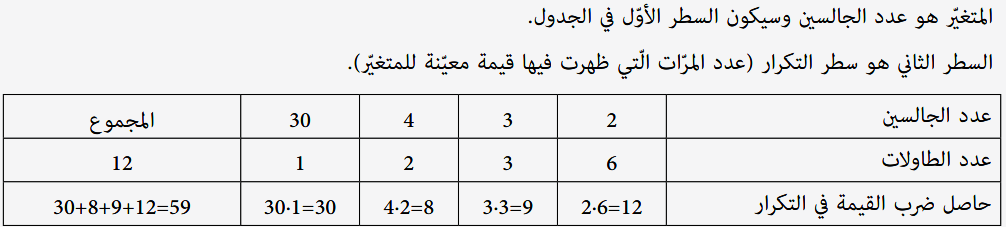 المتغيّر هو عدد الجالسين وسيكون السطر الأوّل في الجدول.
السطر الثاني هو سطر التكرار (عدد المرّات الّتي ظهرت فيها قيمة معيّنة للمتغيّر).
عدد الجالسين 2 3 4 30 المجموع
عدد الطاولات 6 3 2 1 12
حاصل ضرب القيمة في التكرار 2·6=12 3·3=9 4·2=8 30·1=30 30+8+9+12=59